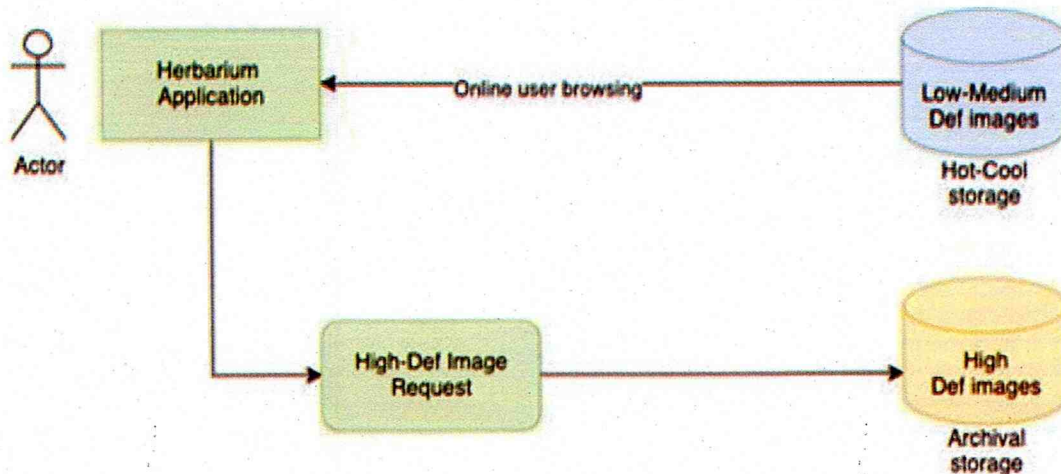 Herbarium
Application
Online user browsing
Low-Medium
Def images
Actor
Hot-Cool
storage
High-Def Image
Request
High
Def images
Archival
storage